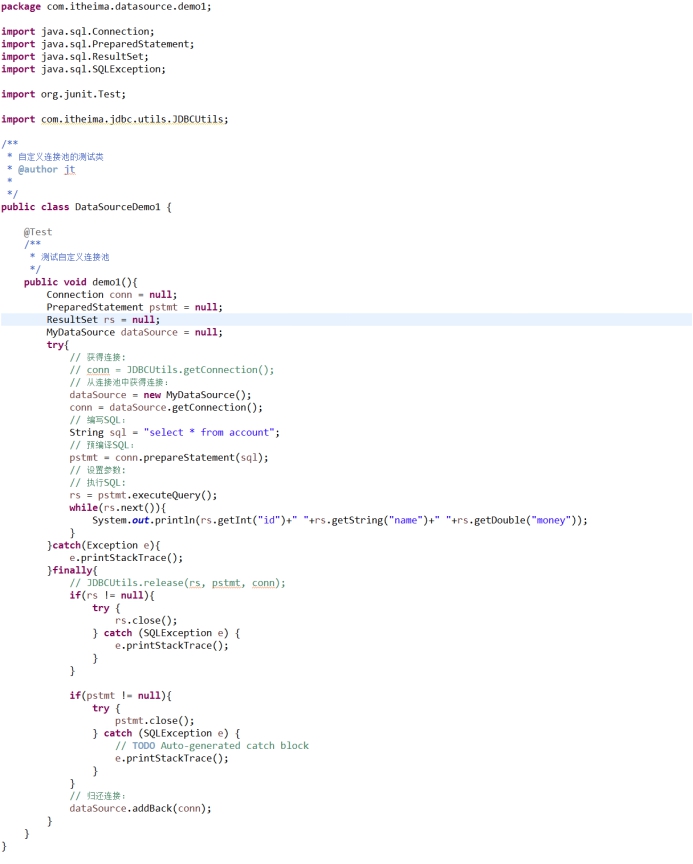 package com.itheima.datasource.demo1;
import java.sql.Connection;
import java.sql.PreparedStatement;
import java.sql.ResultSet;
import java.sql.SQLException;
import org.junit.Test;
import com.itheima.jdbc.utils.JDBCUtils;
/**
 * 自定义连接池的测试类
 * @author jt
 *
 */
public class DataSourceDemo1 {
    @Test
    /**
     * 测试自定义连接池
     */
    public void demo1(){
        Connection conn = null;
        PreparedStatement pstmt = null;
        ResultSet rs = null;
        MyDataSource dataSource = null;
        try{
            // 获得连接:
            // conn = JDBCUtils.getConnection();
            // 从连接池中获得连接:
            dataSource = new MyDataSource();
            conn = dataSource.getConnection();
            // 编写SQL:
            String sql = "select * from account";
            // 预编译SQL:
            pstmt = conn.prepareStatement(sql);
            // 设置参数:
            // 执行SQL:
            rs = pstmt.executeQuery();
            while(rs.next()){
                System.out.println(rs.getInt("id")+" "+rs.getString("name")+" "+rs.getDouble("money"));
            }
        }catch(Exception e){
            e.printStackTrace();
        }finally{
            // JDBCUtils.release(rs, pstmt, conn);
            if(rs != null){
                try {
                    rs.close();
                } catch (SQLException e) {
                    e.printStackTrace();
                }
            }
            if(pstmt != null){
                try {
                    pstmt.close();
                } catch (SQLException e) {
                    // TODO Auto-generated catch block
                    e.printStackTrace();
                }
            }
            // 归还连接:
            dataSource.addBack(conn);
        }
    }
}